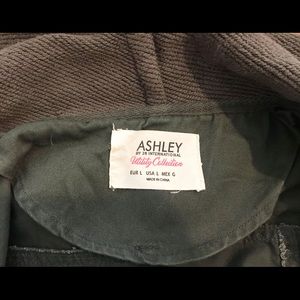 ASHLEY
BY 26 INTERNATIONAL
Utility Collection
EUR L USA L MEX G
MADE IN CHINA